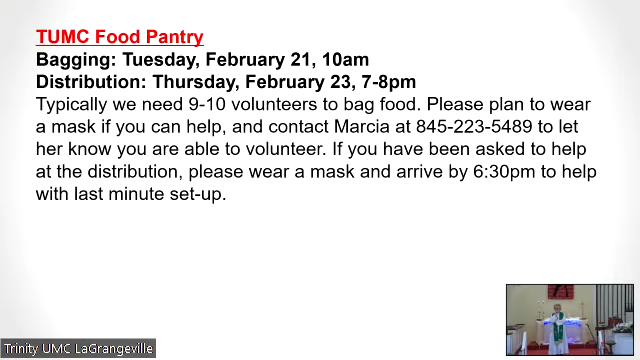 TUMC Food Pantry
Bagging: Tuesday, February 21, 10am
Distribution: Thursday, February 23, 7-8pm
Typically we need 9-10 volunteers to bag food. Please plan to wear
a mask if you can help, and contact Marcia at 845-223-5489 to let
her know you are able to volunteer. If you have been asked to help
at the distribution, please wear a mask and arrive by 6:30pm to help
with last minute set-up.
Trinity UMC LaGrangeville